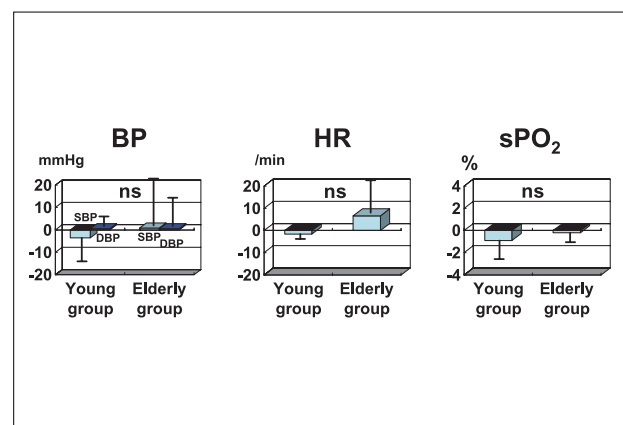 BP
mmHg
20
10
0
-10
-20
ns
SBP
DBP
SBP
DBP
Young group
Elderly group
HR
/min
20
10
0
-10
-20
ns
Young group
Elderly group
sPO₂
%
4
2
0
-2
-4
ns
Young group
Elderly group